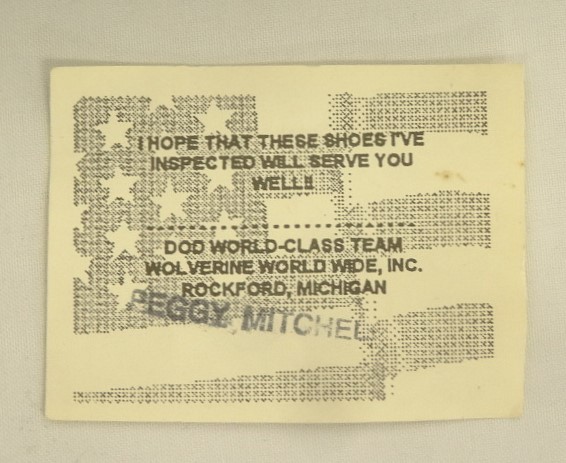 I HOPE THAT THESE SHOES I'VE
INSPECTED WILL SERVE YOU
WELL!!
DOD WORLD-CLASS TEAM
WOLVERINE WORLD WIDE, INC.
ROCKFORD, MICHIGAN
PEGGY MITCHEL